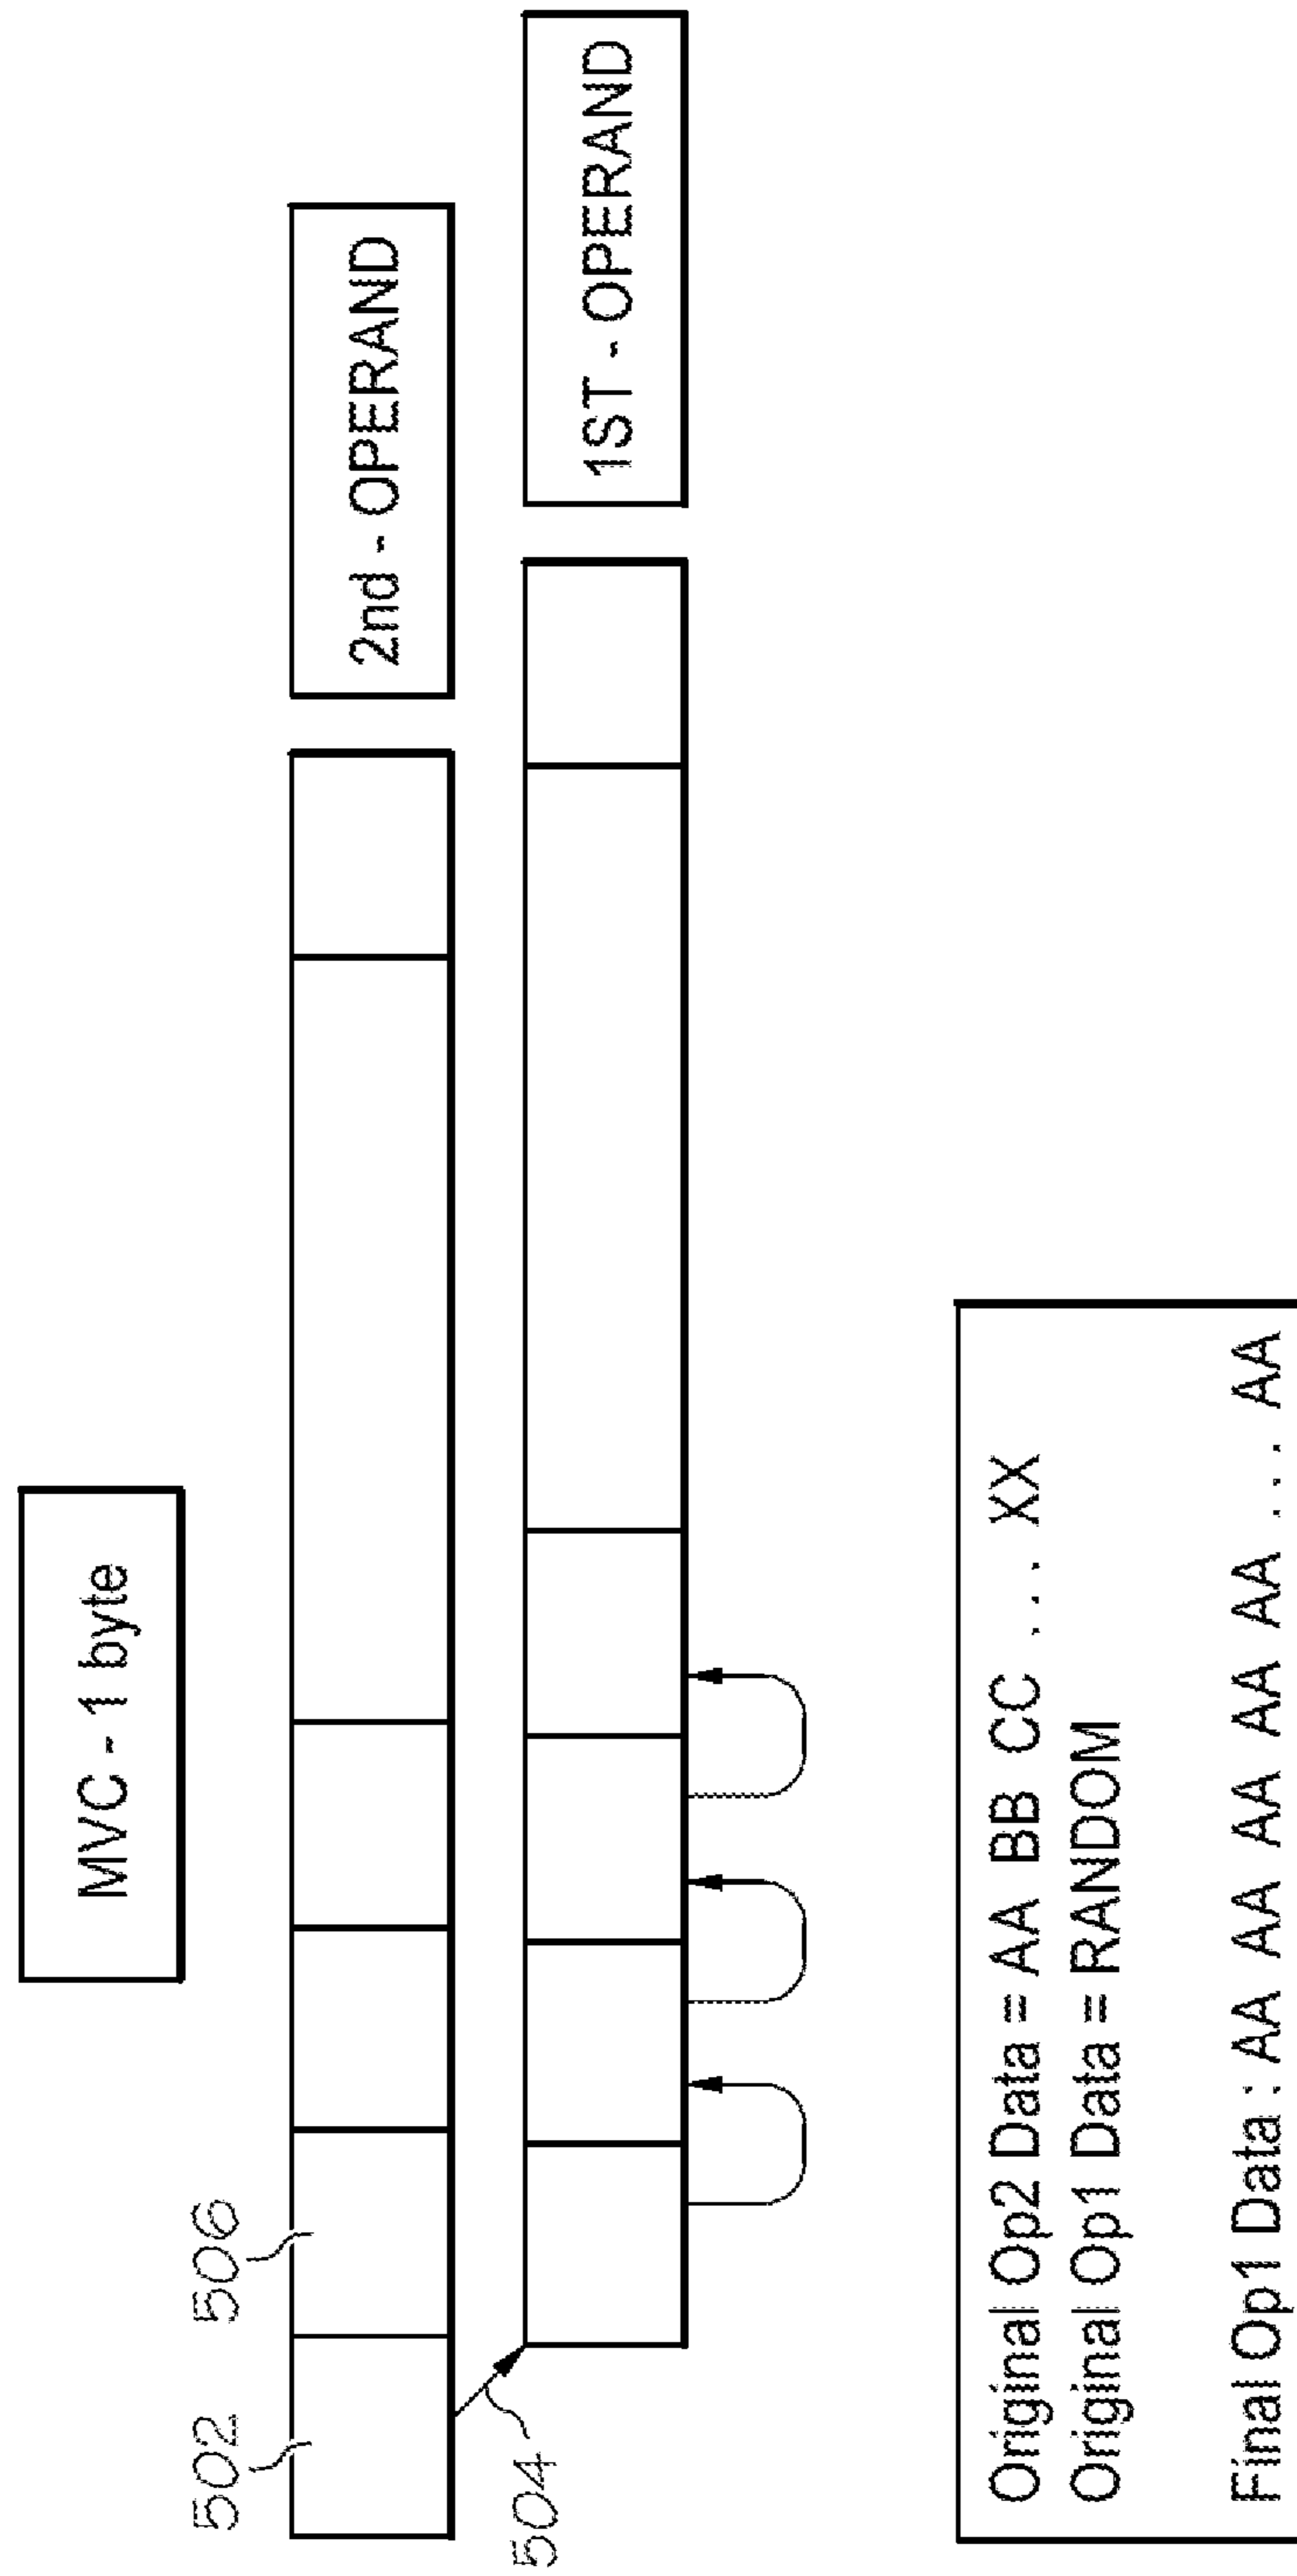 MVC - 1 byte
502
506
2nd - OPERAND
504
1ST - OPERAND
Original Op2 Data = AA BB CC ... XX
Original Op1 Data = RANDOM
Final Op1 Data : AA AA AA AA AA AA ... AA